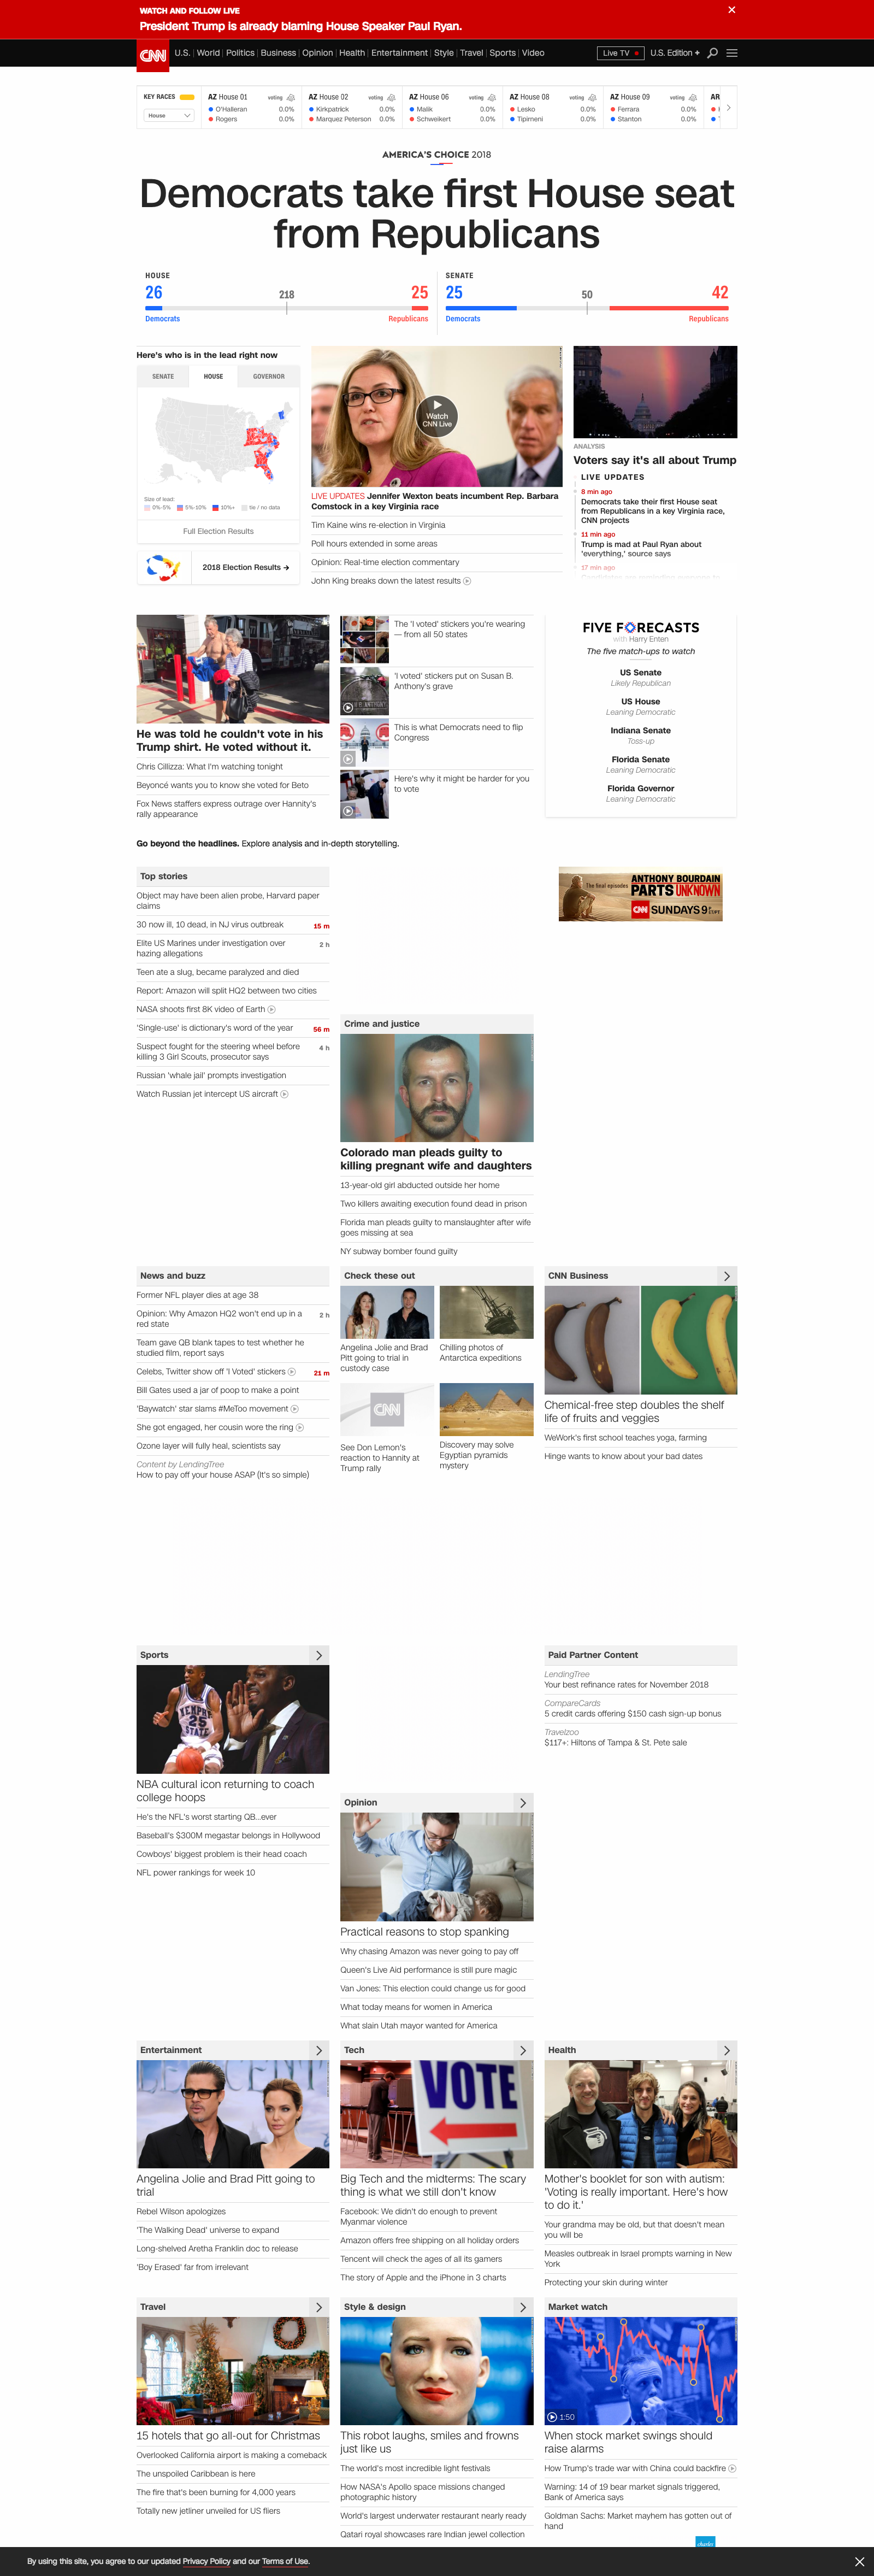 WATCH AND FOLLOW LIVE
President Trump is already blaming House Speaker Paul Ryan.
CNN
U.S. World Politics Business Opinion Health Entertainment Style Travel Sports Video
Live TV
U.S. Edition +
KEY RACES
House
AZ House 01 voting
O'Halleran 0.0%
Rogers 0.0%
AZ House 02 voting
Kirkpatrick 0.0%
Marquez Peterson 0.0%
AZ House 06 voting
Malik 0.0%
Schweikert 0.0%
AZ House 08 voting
Lesko 0.0%
Tipirneni 0.0%
AZ House 09 voting
Ferrara 0.0%
Stanton 0.0%
AR
AMERICA'S CHOICE 2018
Democrats take first House seat
from Republicans
HOUSE
26 218 25
Democrats Republicans
SENATE
25 50 42
Democrats Republicans
Here's who is in the lead right now
SENATE HOUSE GOVERNOR
Size of lead:
0%-5% 5%-10% 10%+ tie / no data
Full Election Results
2018 Election Results →
Watch
CNN Live
LIVE UPDATES Jennifer Wexton beats incumbent Rep. Barbara
Comstock in a key Virginia race
Tim Kaine wins re-election in Virginia
Poll hours extended in some areas
Opinion: Real-time election commentary
John King breaks down the latest results
ANALYSIS
Voters say it's all about Trump
LIVE UPDATES
8 min ago
Democrats take their first House seat
from Republicans in a key Virginia race,
CNN projects
11 min ago
Trump is mad at Paul Ryan about
'everything,' source says
17 min ago
He was told he couldn't vote in his
Trump shirt. He voted without it.
Chris Cillizza: What I'm watching tonight
Beyoncé wants you to know she voted for Beto
Fox News staffers express outrage over Hannity's
rally appearance
The 'I voted' stickers you're wearing
— from all 50 states
'I voted' stickers put on Susan B.
Anthony's grave
This is what Democrats need to flip
Congress
Here's why it might be harder for you
to vote
FIVE FORECASTS
with Harry Enten
The five match-ups to watch
US Senate
Likely Republican
US House
Leaning Democratic
Indiana Senate
Toss-up
Florida Senate
Leaning Democratic
Florida Governor
Leaning Democratic
Go beyond the headlines. Explore analysis and in-depth storytelling.
Top stories
Object may have been alien probe, Harvard paper
claims
30 now ill, 10 dead, in NJ virus outbreak 15 m
Elite US Marines under investigation over 2 h
hazing allegations
Teen ate a slug, became paralyzed and died
Report: Amazon will split HQ2 between two cities
NASA shoots first 8K video of Earth
'Single-use' is dictionary's word of the year 56 m
Suspect fought for the steering wheel before 4 h
killing 3 Girl Scouts, prosecutor says
Russian 'whale jail' prompts investigation
Watch Russian jet intercept US aircraft
The final episodes
ANTHONY BOURDAIN
PARTS UNKNOWN
CNN SUNDAYS 9
Crime and justice
Colorado man pleads guilty to
killing pregnant wife and daughters
13-year-old girl abducted outside her home
Two killers awaiting execution found dead in prison
Florida man pleads guilty to manslaughter after wife
goes missing at sea
NY subway bomber found guilty
News and buzz
Former NFL player dies at age 38
Opinion: Why Amazon HQ2 won't end up in a 2 h
red state
Team gave QB blank tapes to test whether he
studied film, report says
Celebs, Twitter show off 'I Voted' stickers 21 m
Bill Gates used a jar of poop to make a point
'Baywatch' star slams #MeToo movement
She got engaged, her cousin wore the ring
Ozone layer will fully heal, scientists say
Content by LendingTree
How to pay off your house ASAP (It's so simple)
Check these out
Angelina Jolie and Brad
Pitt going to trial in
custody case
Chilling photos of
Antarctica expeditions
CNN
See Don Lemon's
reaction to Hannity at
Trump rally
Discovery may solve
Egyptian pyramids
mystery
CNN Business
Chemical-free step doubles the shelf
life of fruits and veggies
WeWork's first school teaches yoga, farming
Hinge wants to know about your bad dates
Sports
MEMPHIS
STATE
25
NBA cultural icon returning to coach
college hoops
He's the NFL's worst starting QB...ever
Baseball's $300M megastar belongs in Hollywood
Cowboys' biggest problem is their head coach
NFL power rankings for week 10
Paid Partner Content
LendingTree
Your best refinance rates for November 2018
CompareCards
5 credit cards offering $150 cash sign-up bonus
Travelzoo
$117+: Hiltons of Tampa & St. Pete sale
Opinion
Practical reasons to stop spanking
Why chasing Amazon was never going to pay off
Queen's Live Aid performance is still pure magic
Van Jones: This election could change us for good
What today means for women in America
What slain Utah mayor wanted for America
Entertainment
Angelina Jolie and Brad Pitt going to
trial
Rebel Wilson apologizes
'The Walking Dead' universe to expand
Long-shelved Aretha Franklin doc to release
'Boy Erased' far from irrelevant
Tech
VOTE
Big Tech and the midterms: The scary
thing is what we still don't know
Facebook: We didn't do enough to prevent
Myanmar violence
Amazon offers free shipping on all holiday orders
Tencent will check the ages of all its gamers
The story of Apple and the iPhone in 3 charts
Health
Mother's booklet for son with autism:
'Voting is really important. Here's how
to do it.'
Your grandma may be old, but that doesn't mean
you will be
Measles outbreak in Israel prompts warning in New
York
Protecting your skin during winter
Travel
15 hotels that go all-out for Christmas
Overlooked California airport is making a comeback
The unspoiled Caribbean is here
The fire that's been burning for 4,000 years
Totally new jetliner unveiled for US fliers
Style & design
This robot laughs, smiles and frowns
just like us
The world's most incredible light festivals
How NASA's Apollo space missions changed
photographic history
World's largest underwater restaurant nearly ready
Qatari royal showcases rare Indian jewel collection
Market watch
1:50
When stock market swings should
raise alarms
How Trump's trade war with China could backfire
Warning: 14 of 19 bear market signals triggered,
Bank of America says
Goldman Sachs: Market mayhem has gotten out of
hand
charles
By using this site, you agree to our updated Privacy Policy and our Terms of Use.